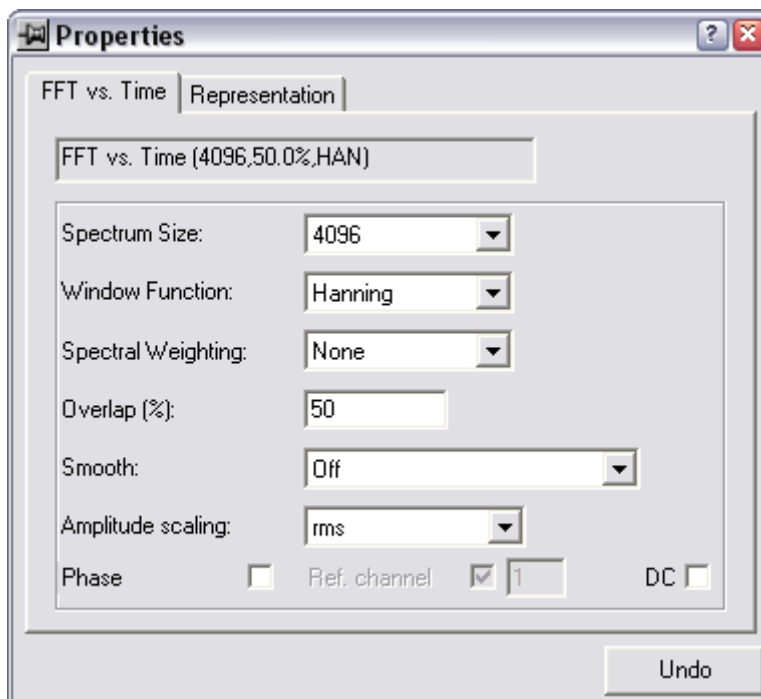 Properties
?
FFT vs. Time Representation
FFT vs. Time (4096,50.0%,HAN)
Spectrum Size: 4096
Window Function: Hanning
Spectral Weighting: None
Overlap (%): 50
Smooth: Off
Amplitude scaling: rms
Phase Ref. channel 1 DC
Undo